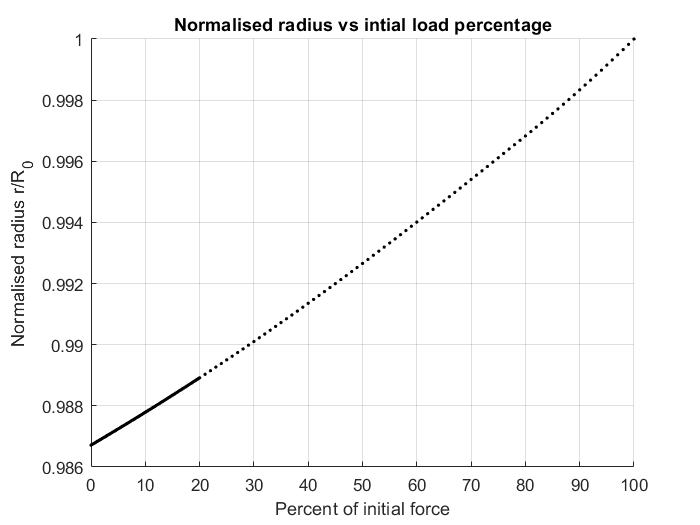 Normalised radius vs intial load percentage
1
0.998
0.996
0.994
0.992
0.99
0.988
0.986
Normalised radius r/R₀
0 10 20 30 40 50 60 70 80 90 100
Percent of initial force